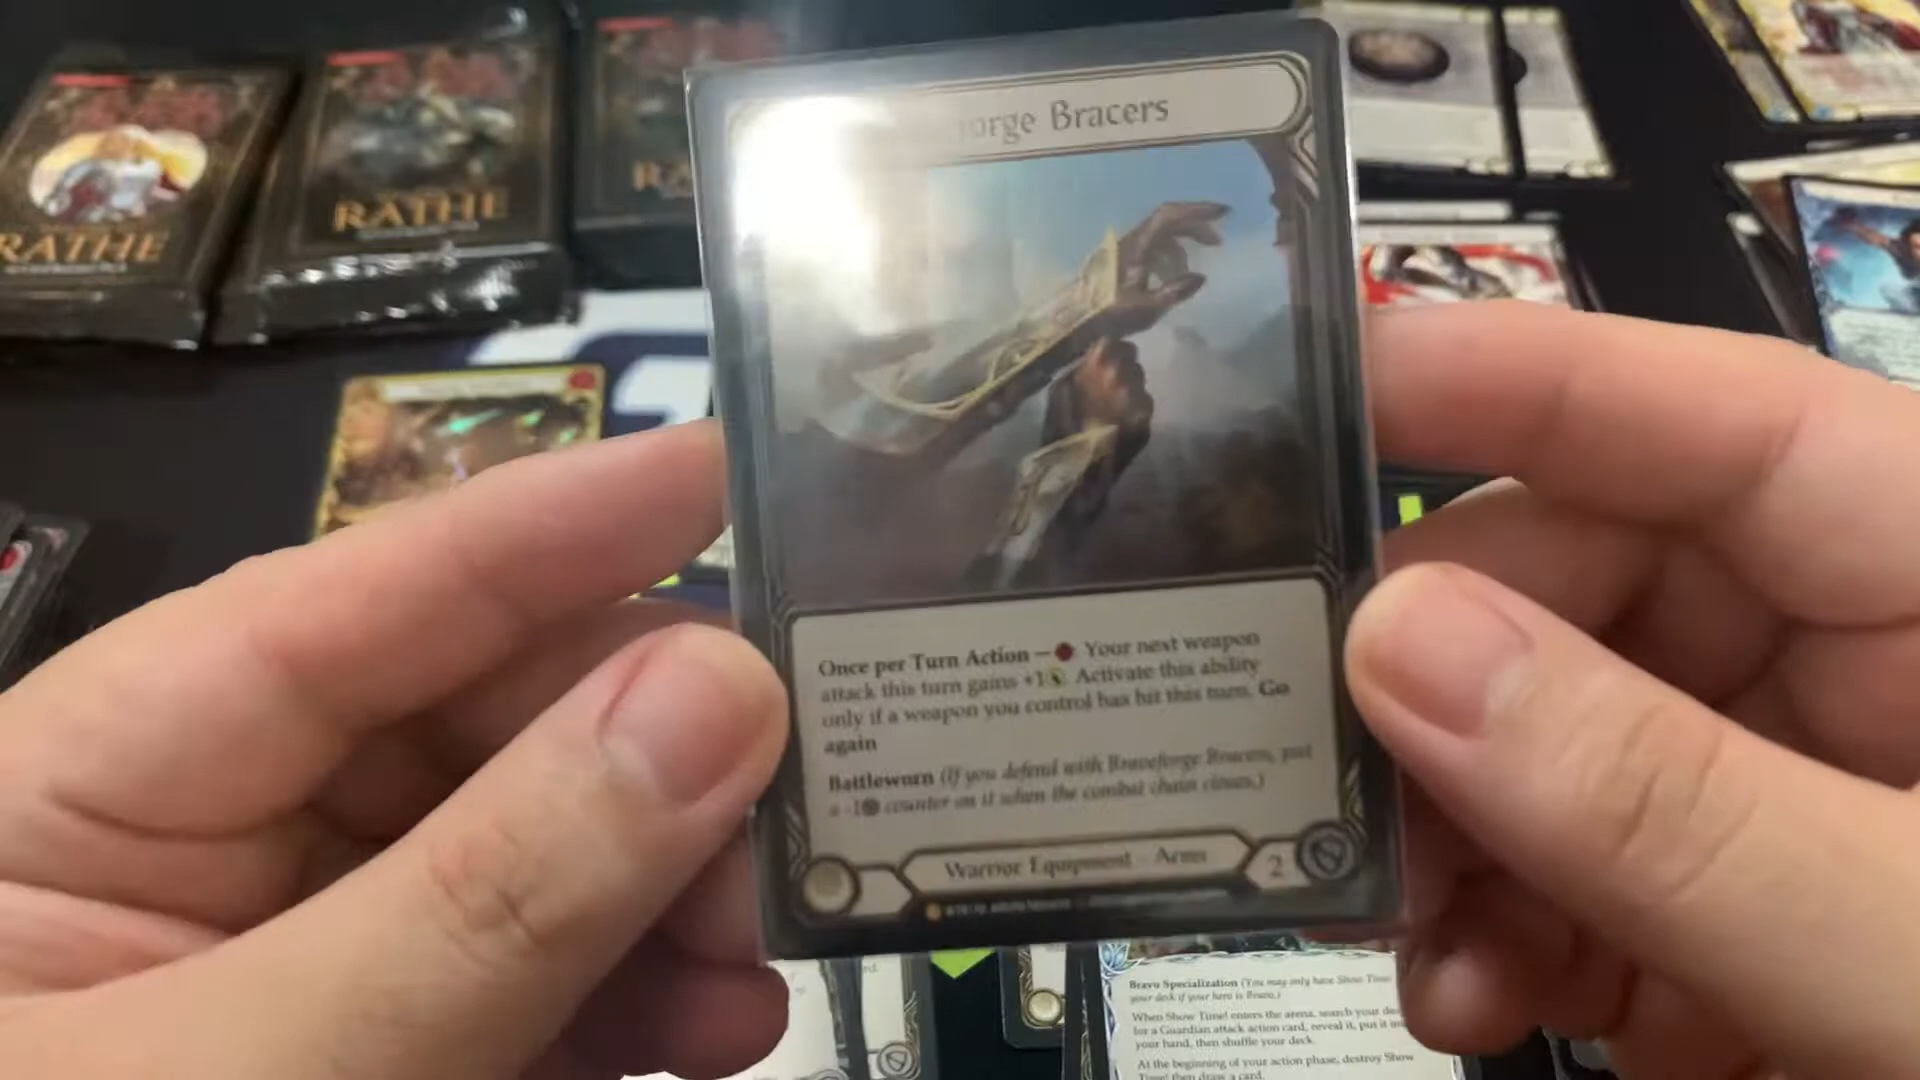 RATHE
RATHE
orge Bracers
Once per Turn Action — Your next weapon
attack this turn gains +1 . Activate this ability
only if a weapon you control has hit this turn. Go
again
Battleworn (If you defend with Braveforge Bracers, put
a -1 counter on it when the combat chain closes.)
Warrior Equipment - Arms
2
Bravo Specialization (You may only have Show Time!
your deck if your hero is Bravo.)
When Show Time! enters the arena, search your
for a Guardian attack action card, reveal it, put it
your hand, then shuffle your deck.
At the beginning of your action phase, destroy Show
Time! then draw a card.